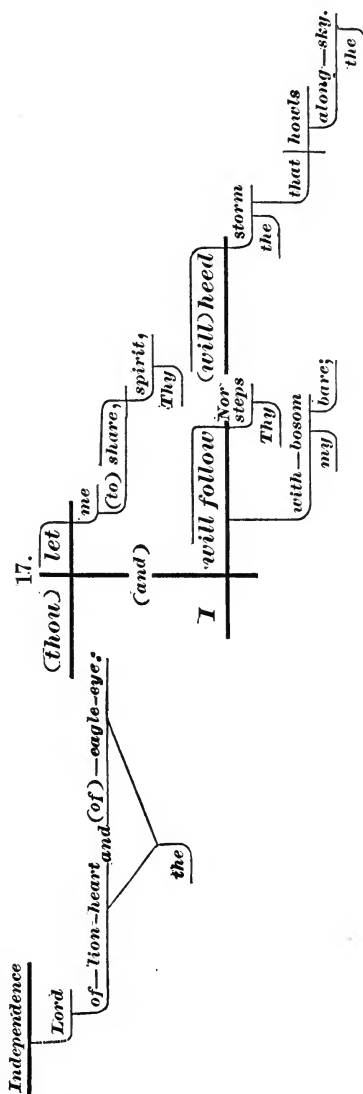 17.
Independence
Lord
of—lion-heart
and
(of)—eagle-eye:
the
(thou) let
me
(to) share,
spirit,
Thy
(and)
I will follow
Nor
(will) heed
steps
Thy
with—bosom
my bare;
storm
the
that howls
along—sky.
the